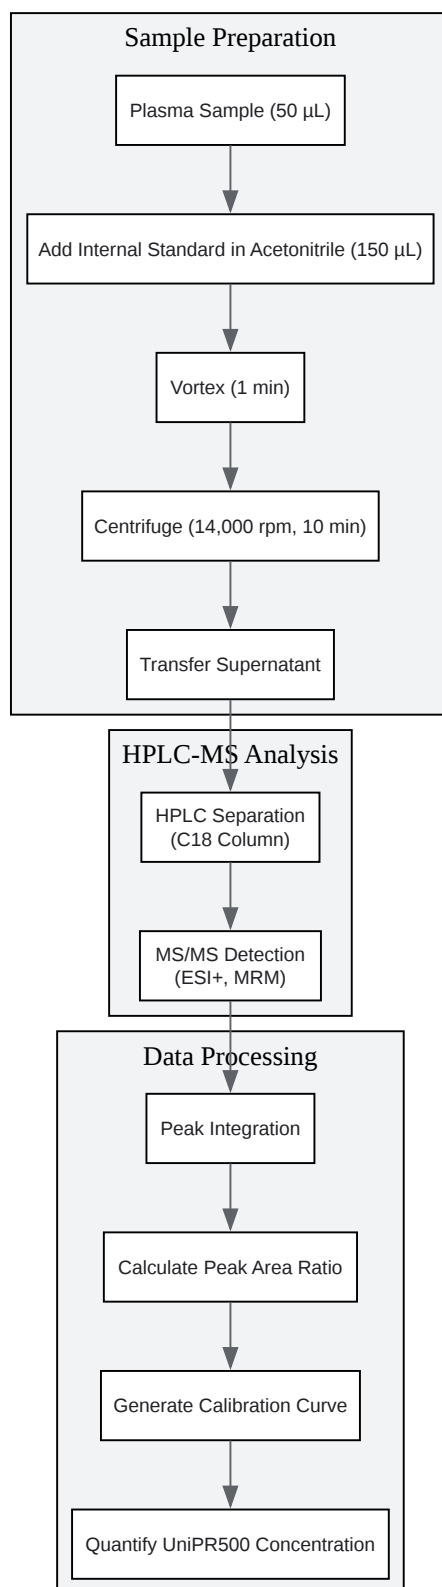 Sample Preparation
Plasma Sample (50 µL)
Add Internal Standard in Acetonitrile (150 µL)
Vortex (1 min)
Centrifuge (14,000 rpm, 10 min)
Transfer Supernatant
HPLC-MS Analysis
HPLC Separation
(C18 Column)
MS/MS Detection
(ESI+, MRM)
Data Processing
Peak Integration
Calculate Peak Area Ratio
Generate Calibration Curve
Quantify UniPR500 Concentration